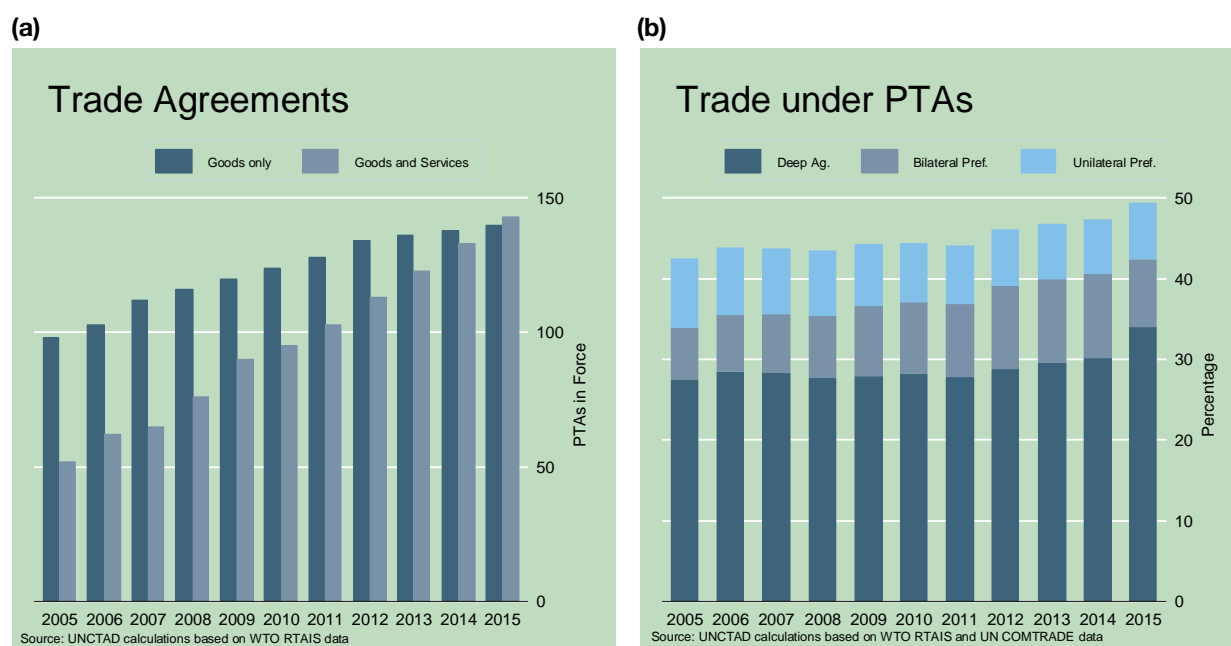 (a)
Trade Agreements
Goods only
Goods and Services
150
100
50
0
PTAs in Force
2005 2006 2007 2008 2009 2010 2011 2012 2013 2014 2015
Source: UNCTAD calculations based on WTO RTAIS data
(b)
Trade under PTAs
Deep Ag.
Bilateral Pref.
Unilateral Pref.
50
40
30
20
10
0
Percentage
2005 2006 2007 2008 2009 2010 2011 2012 2013 2014 2015
Source: UNCTAD calculations based on WTO RTAIS and UN COMTRADE data